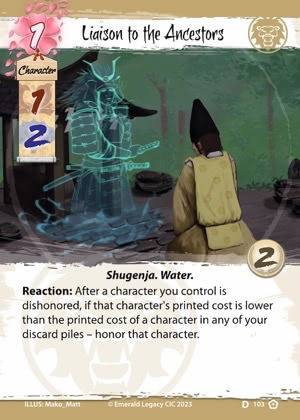 1
Liaison to the Ancestors
Character
1
2
2
Shugenja. Water.
Reaction: After a character you control is
dishonored, if that character's printed cost is lower
than the printed cost of a character in any of your
discard piles – honor that character.
ILLUS: Mako_Matt
© Emerald Legacy CIC 2023
D 103